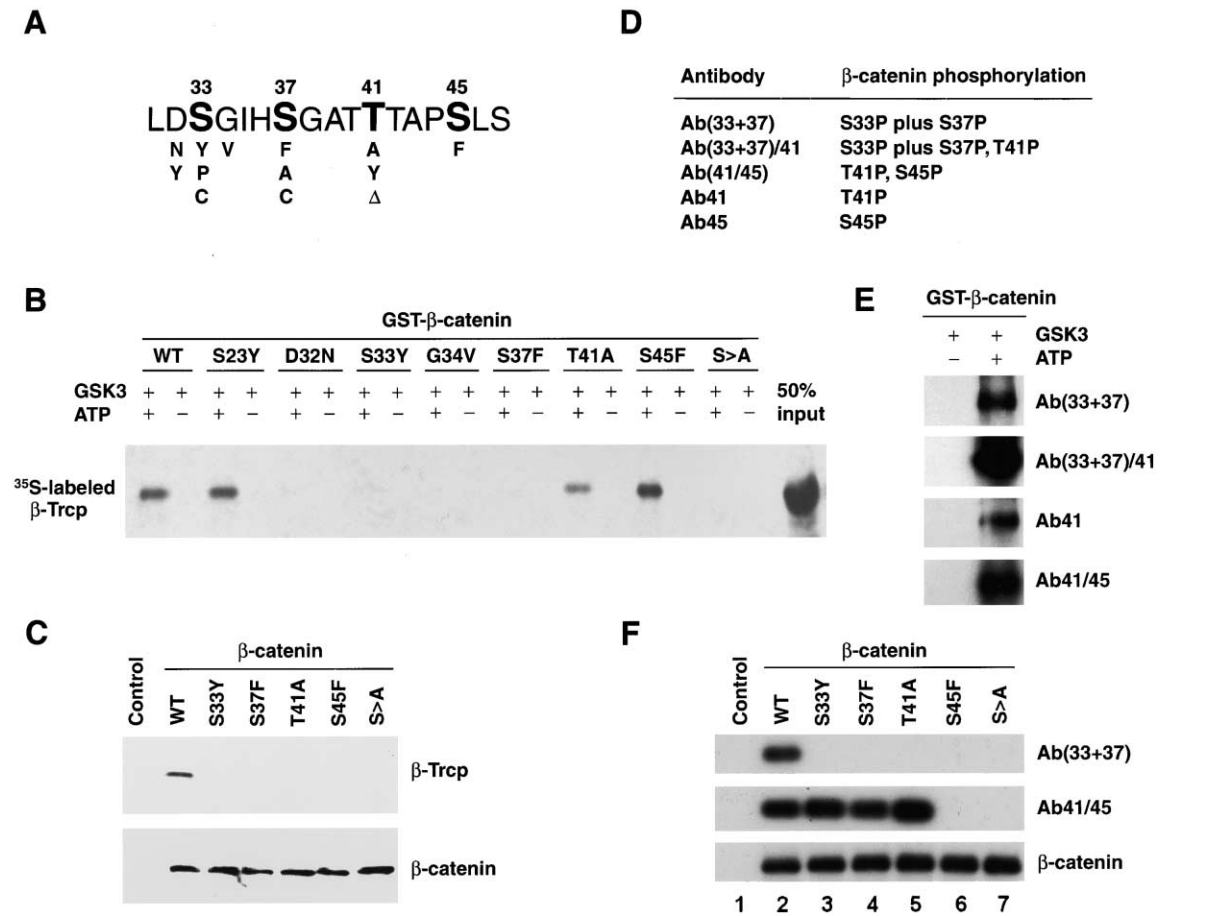 A
33 37 41 45
LDSGIHSGATTTAPSLS
N Y V F A F
Y P A Y
C C Δ
D
Antibody β-catenin phosphorylation
Ab(33+37) S33P plus S37P
Ab(33+37)/41 S33P plus S37P, T41P
Ab(41/45) T41P, S45P
Ab41 T41P
Ab45 S45P
B
GST-β-catenin
WT S23Y D32N S33Y G34V S37F T41A S45F S>A
GSK3 + + + + + + + + + + + + + + + + + + 50%
ATP + − + − + − + − + − + − + − + − + − input
35S-labeled
β-Trcp
E
GST-β-catenin
+ + GSK3
− + ATP
Ab(33+37)
Ab(33+37)/41
Ab41
Ab41/45
C
β-catenin
Control WT S33Y S37F T41A S45F S>A
β-Trcp
β-catenin
F
β-catenin
Control WT S33Y S37F T41A S45F S>A
Ab(33+37)
Ab41/45
β-catenin
1 2 3 4 5 6 7